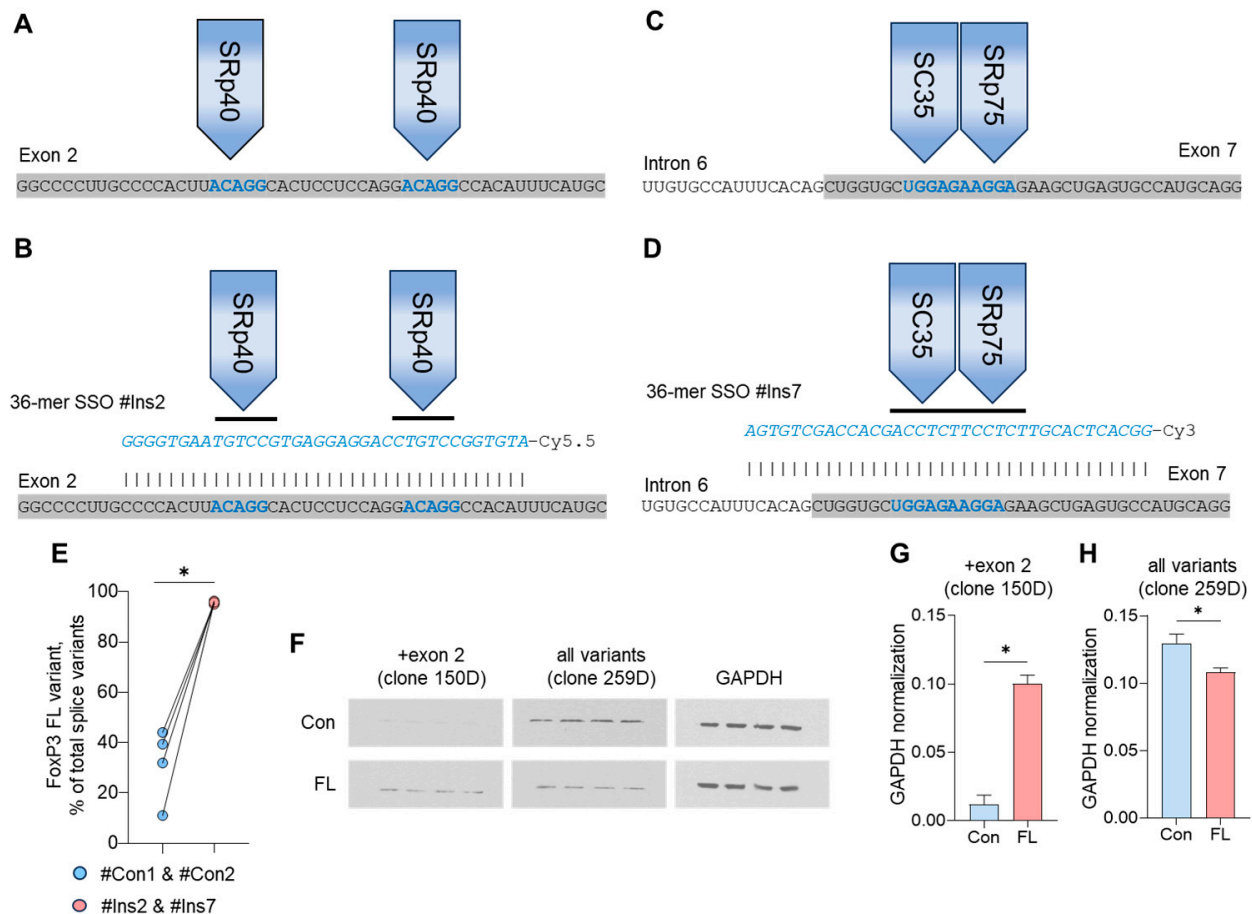 A
SRp40
SRp40
Exon 2
GGCCCCUUGCCCCACUUACAGGCACUCCUCCAGGACAGGCCACAUUUCAUGC
C
SC35
SRp75
Intron 6
Exon 7
UUGUGCCAUUUCACAGCUGGUGCUGGAGAAGGAGAAGCUGAGUGCCAUGCAGG
B
SRp40
SRp40
36-mer SSO #Ins2
GGGGTGAATGTCCGTGAGGAGGACCTGTCCGGTGTA–Cy5.5
Exon 2
GGCCCCUUGCCCCACUUACAGGCACUCCUCCAGGACAGGCCACAUUUCAUGC
D
SC35
SRp75
36-mer SSO #Ins7
AGTGTCGACCACGACCTCTTCCTCTTGCACTCACGG–Cy3
Intron 6
Exon 7
UGUGCCAUUUCACAGCUGGUGCUGGAGAAGGAGAAGCUGAGUGCCAUGCAGG
E
*
FoxP3 FL variant,
% of total splice variants
100
80
60
40
20
0
#Con1 & #Con2
#Ins2 & #Ins7
F
+exon 2
(clone 150D)
all variants
(clone 259D)
GAPDH
Con
FL
G
+exon 2
(clone 150D)
GAPDH normalization
0.15
0.10
0.05
0.00
*
Con
FL
H
all variants
(clone 259D)
GAPDH normalization
0.15
0.10
0.05
0.00
*
Con
FL